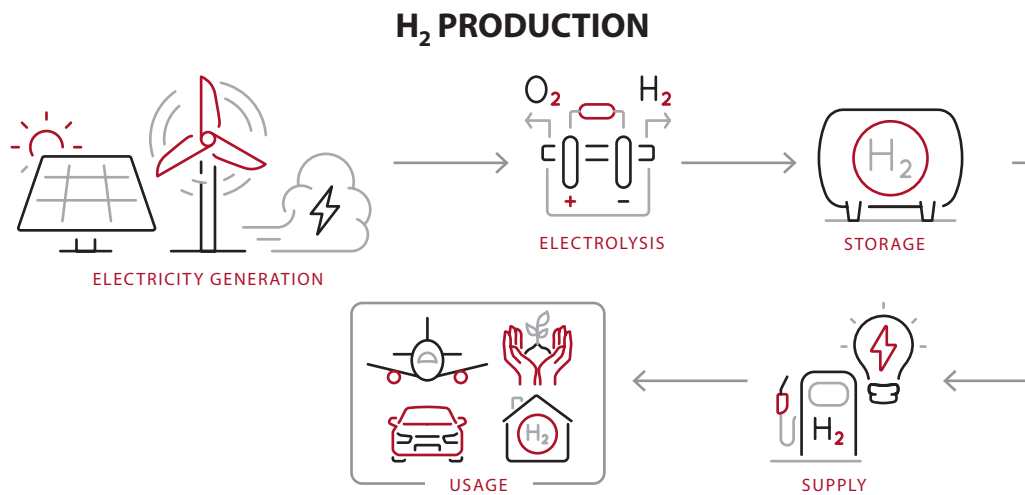 H₂ PRODUCTION
O₂ H₂
+ -
H₂
ELECTROLYSIS
STORAGE
ELECTRICITY GENERATION
H₂
H₂
USAGE
SUPPLY